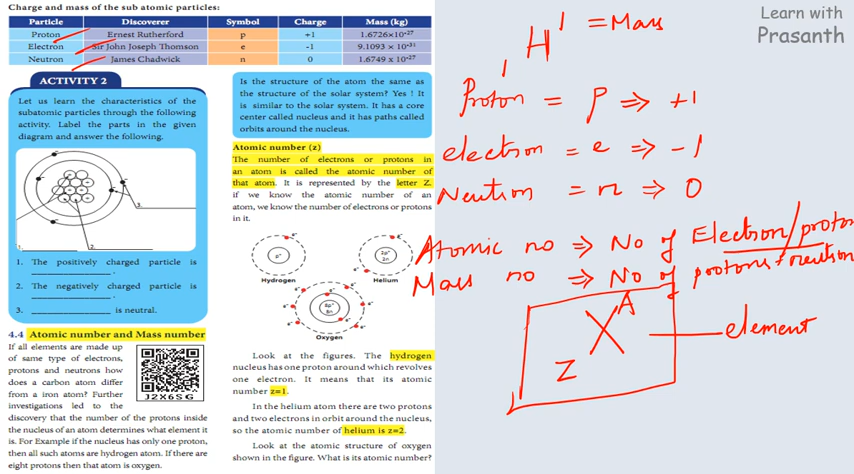 Charge and mass of the sub atomic particles:
Particle Discoverer Symbol Charge Mass (kg)
Proton Ernest Rutherford p +1 1.6726×10⁻²⁷
Electron Sir John Joseph Thomson e -1 9.1093 × 10⁻³¹
Neutron James Chadwick n 0 1.6749 x 10⁻²⁷
ACTIVITY 2
Let us learn the characteristics of the
subatomic particles through the following
activity. Label the parts in the given
diagram and answer the following.
3.
1.
2.
1. The positively charged particle is
____________ .
2. The negatively charged particle is
____________ .
3. ____________ is neutral.
4.4 Atomic number and Mass number
If all elements are made up
of same type of electrons,
protons and neutrons how
does a carbon atom differ
from a iron atom? Further
investigations led to the
J2X6SG
discovery that the number of the protons inside
the nucleus of an atom determines what element it
is. For Example if the nucleus has only one proton,
then all such atoms are hydrogen atom. If there are
eight protons then that atom is oxygen.
Is the structure of the atom the same as
the structure of the solar system? Yes ! It
is similar to the solar system. It has a core
center called nucleus and it has paths called
orbits around the nucleus.
Atomic number (z)
The number of electrons or protons in
an atom is called the atomic number of
that atom. It is represented by the letter Z.
if we know the atomic number of an
atom, we know the number of electrons or protons
in it.
Hydrogen
Helium
Oxygen
Look at the figures. The hydrogen
nucleus has one proton around which revolves
one electron. It means that its atomic
number z=1.
In the helium atom there are two protons
and two electrons in orbit around the nucleus,
so the atomic number of helium is z=2.
Look at the atomic structure of oxygen
shown in the figure. What is its atomic number?
Learn with
Prasanth
₁H¹ = Mass
Proton = p ⇒ +1
electron = e ⇒ -1
Neutron = n ⇒ 0
Atomic no ⇒ No of Electron/proton
Mass no ⇒ No of protons+neutron
A
X element
Z